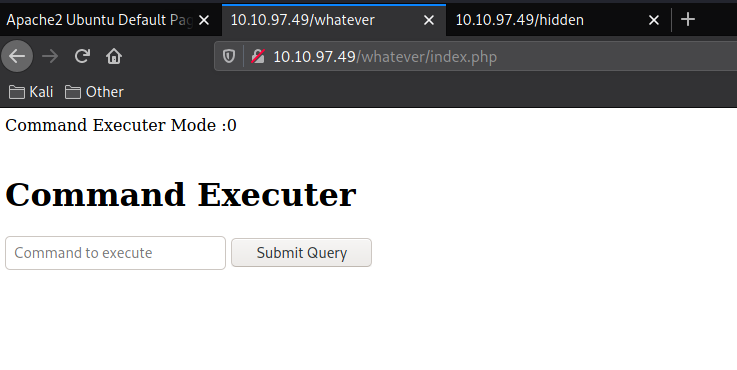 Apache2 Ubuntu Default Pag
10.10.97.49/whatever
10.10.97.49/hidden
10.10.97.49/whatever/index.php
Kali
Other
Command Executer Mode :0
Command Executer
Command to execute
Submit Query